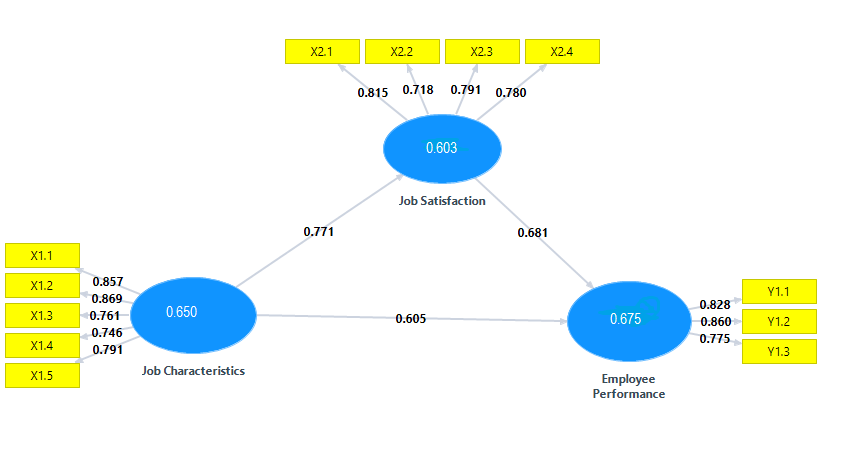 X2.1 X2.2 X2.3 X2.4
0.815 0.718 0.791 0.780
0.603
Job Satisfaction
0.771
0.681
X1.1
X1.2
X1.3
X1.4
X1.5
0.857
0.869
0.761
0.746
0.791
0.650
Job Characteristics
0.605
0.675
Employee
Performance
0.828
0.860
0.775
Y1.1
Y1.2
Y1.3